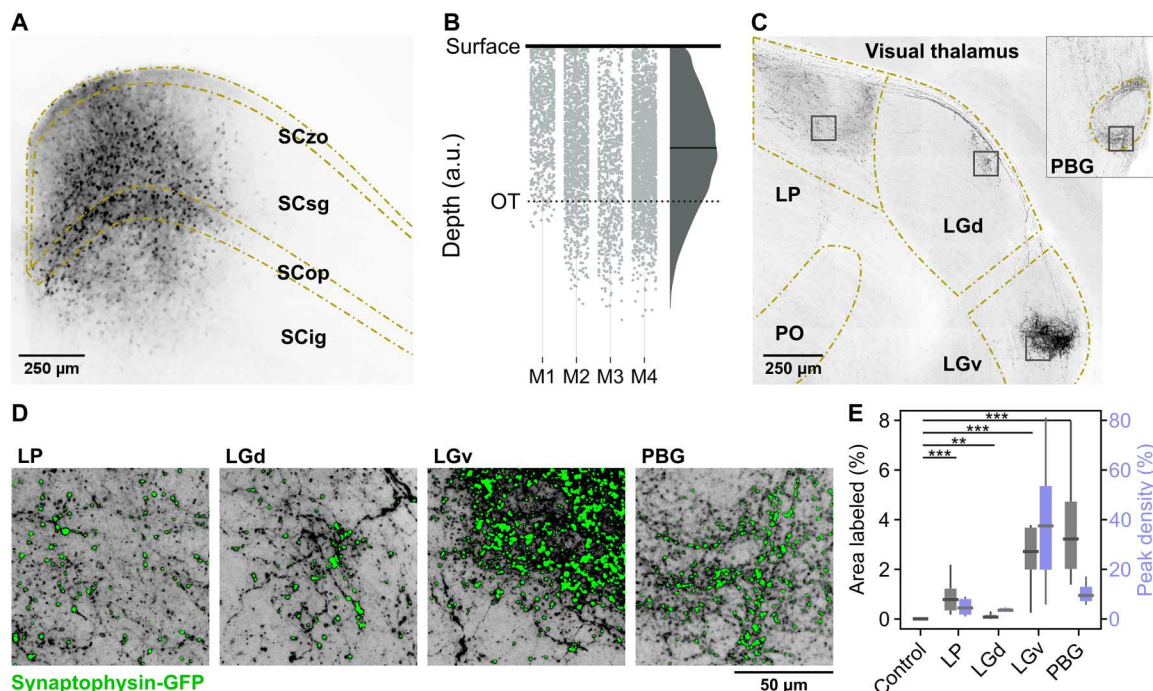 A
SCzo
SCsg
SCop
SCig
250 µm
B
Surface
OT
Depth (a.u.)
M1 M2 M3 M4
C
Visual thalamus
PBG
LP
LGd
PO
LGv
250 µm
D
LP LGd LGv PBG
Synaptophysin-GFP
50 µm
E
8 80
6 60
4 40
2 20
0 0
Area labeled (%)
Peak density (%)
***
***
**
***
Control LP LGd LGv PBG